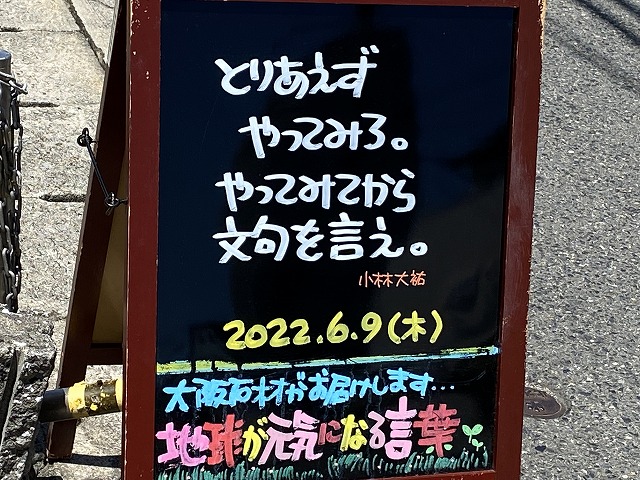 とりあえず
やってみろ。
やってみてから
文句を言え。
小林大祐
2022.6.9(木)
大阪石材がお届けします...
地球が元気になる言葉